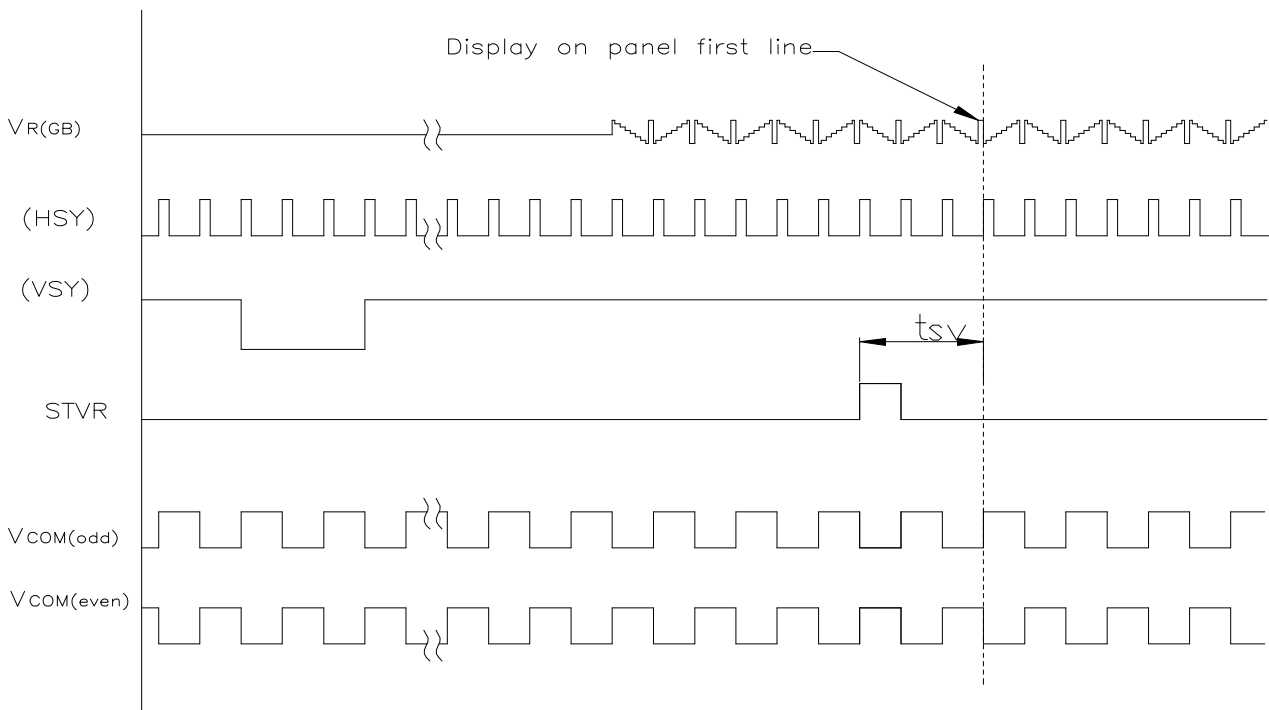 Display on panel first line
VR(GB)
(HSY)
(VSY)
tsv
STVR
VCOM(odd)
VCOM(even)